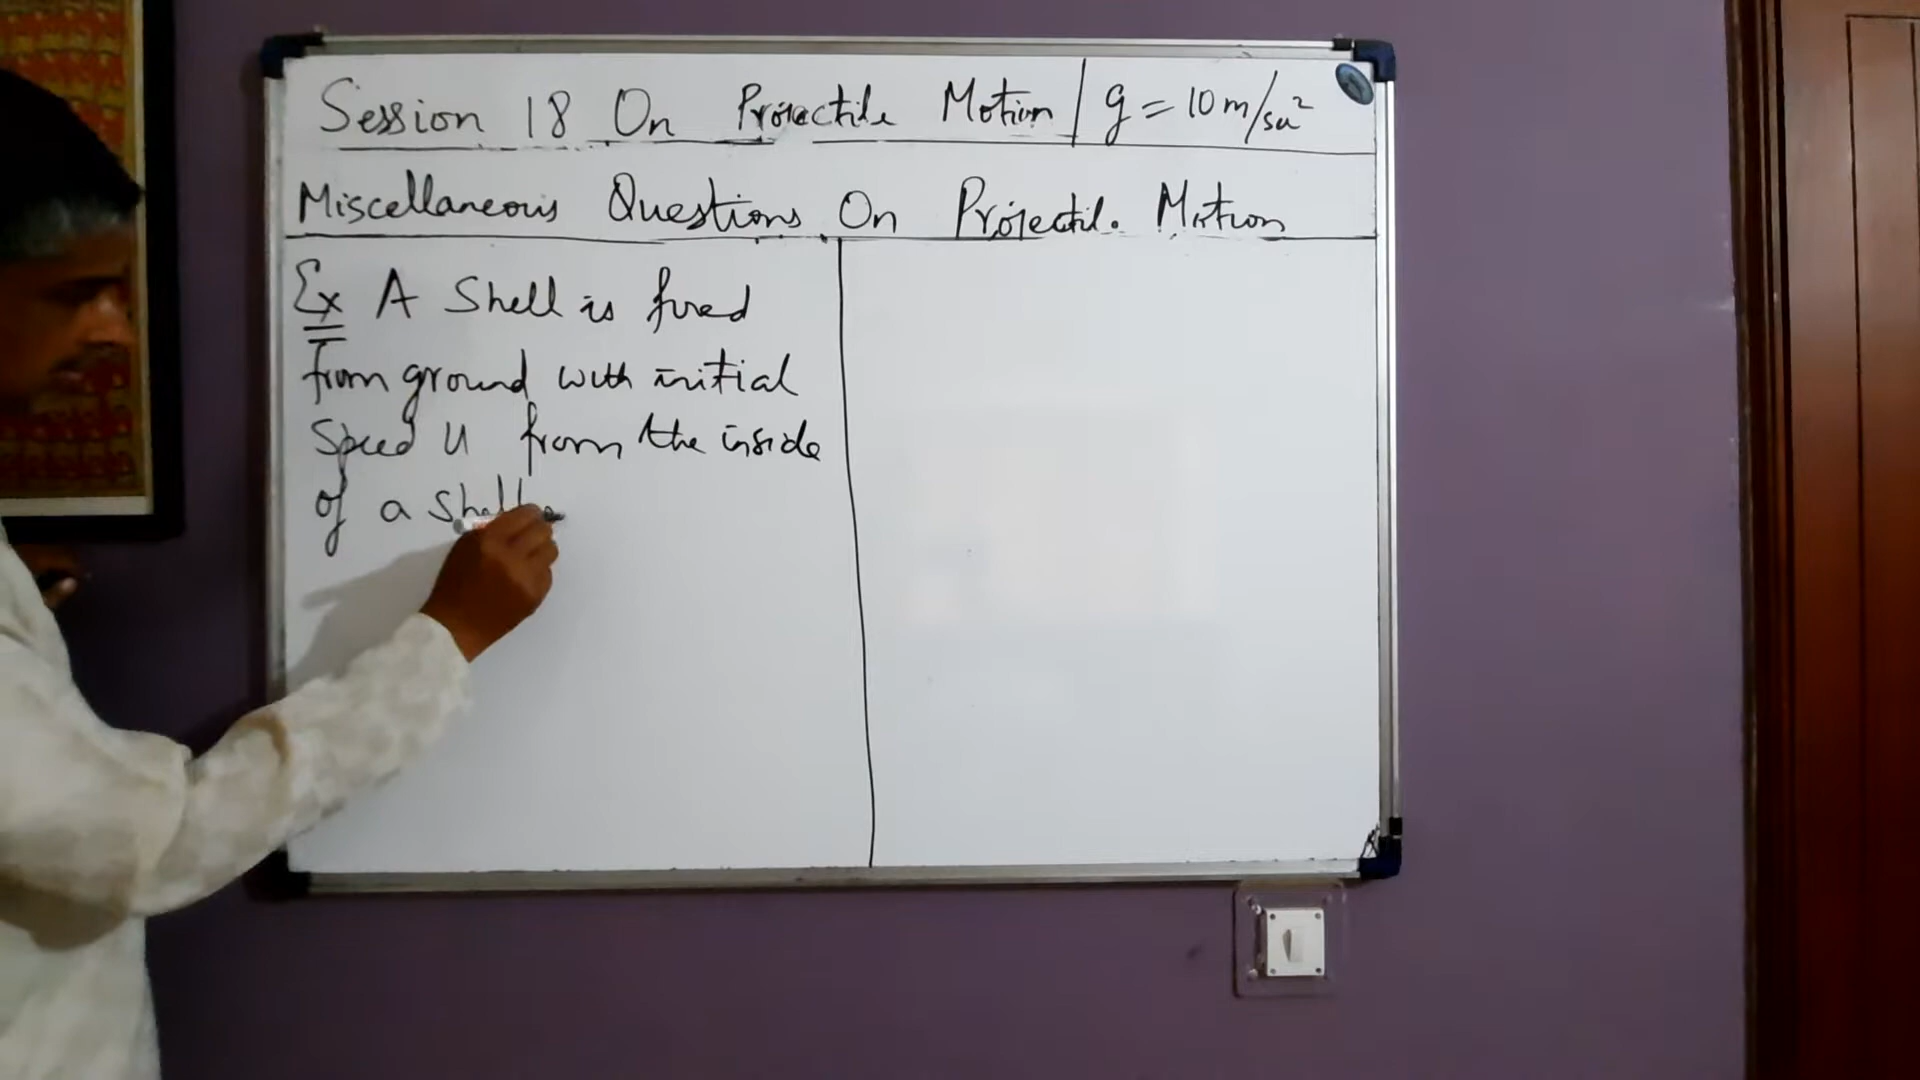 Session 18 On Projectile Motion / g = 10 m/sec²
Miscellaneous Questions On Projectile Motion
Ex A Shell is fired
from ground with initial
Speed u from the inside
of a